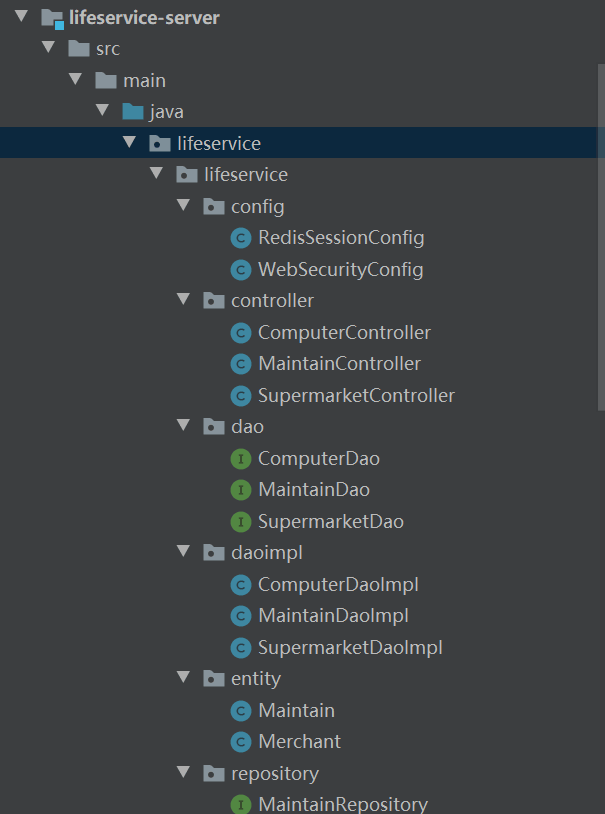 lifeservice-server
src
main
java
lifeservice
lifeservice
config
C RedisSessionConfig
C WebSecurityConfig
controller
C ComputerController
C MaintainController
C SupermarketController
dao
I ComputerDao
I MaintainDao
I SupermarketDao
daoimpl
C ComputerDaoImpl
C MaintainDaoImpl
C SupermarketDaoImpl
entity
C Maintain
C Merchant
repository
I MaintainRepository